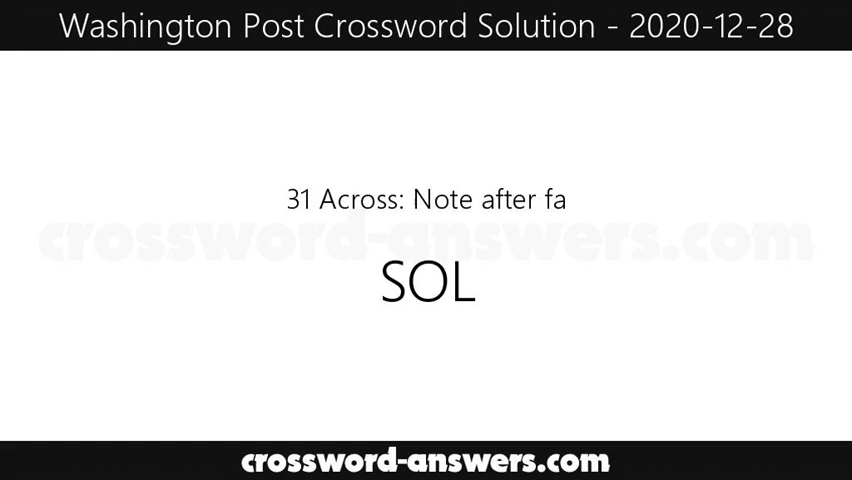 Washington Post Crossword Solution - 2020-12-28
31 Across: Note after fa
crossword-answers.com
SOL
crossword-answers.com